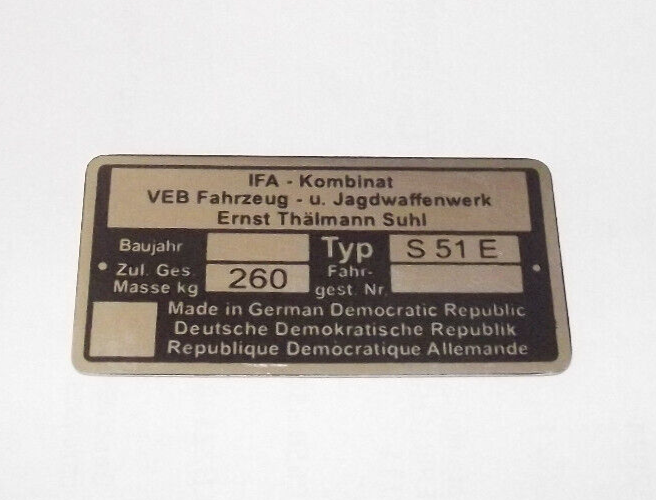 IFA - Kombinat
VEB Fahrzeug - u. Jagdwaffenwerk
Ernst Thälmann Suhl
Baujahr Typ S 51 E
Zul. Ges. Masse kg 260 Fahr- gest. Nr.
Made in German Democratic Republic
Deutsche Demokratische Republik
Republique Democratique Allemande